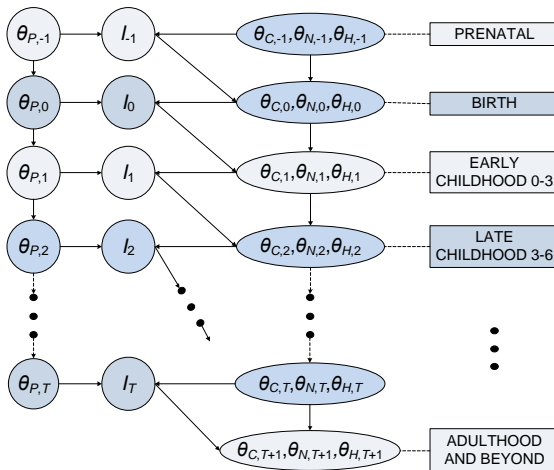 θP,-1 I-1 θC,-1,θN,-1,θH,-1 PRENATAL
θP,0 I0 θC,0,θN,0,θH,0 BIRTH
θP,1 I1 θC,1,θN,1,θH,1 EARLY
CHILDHOOD 0-3
θP,2 I2 θC,2,θN,2,θH,2 LATE
CHILDHOOD 3-6
θP,T IT θC,T,θN,T,θH,T
θC,T+1,θN,T+1,θH,T+1 ADULTHOOD
AND BEYOND